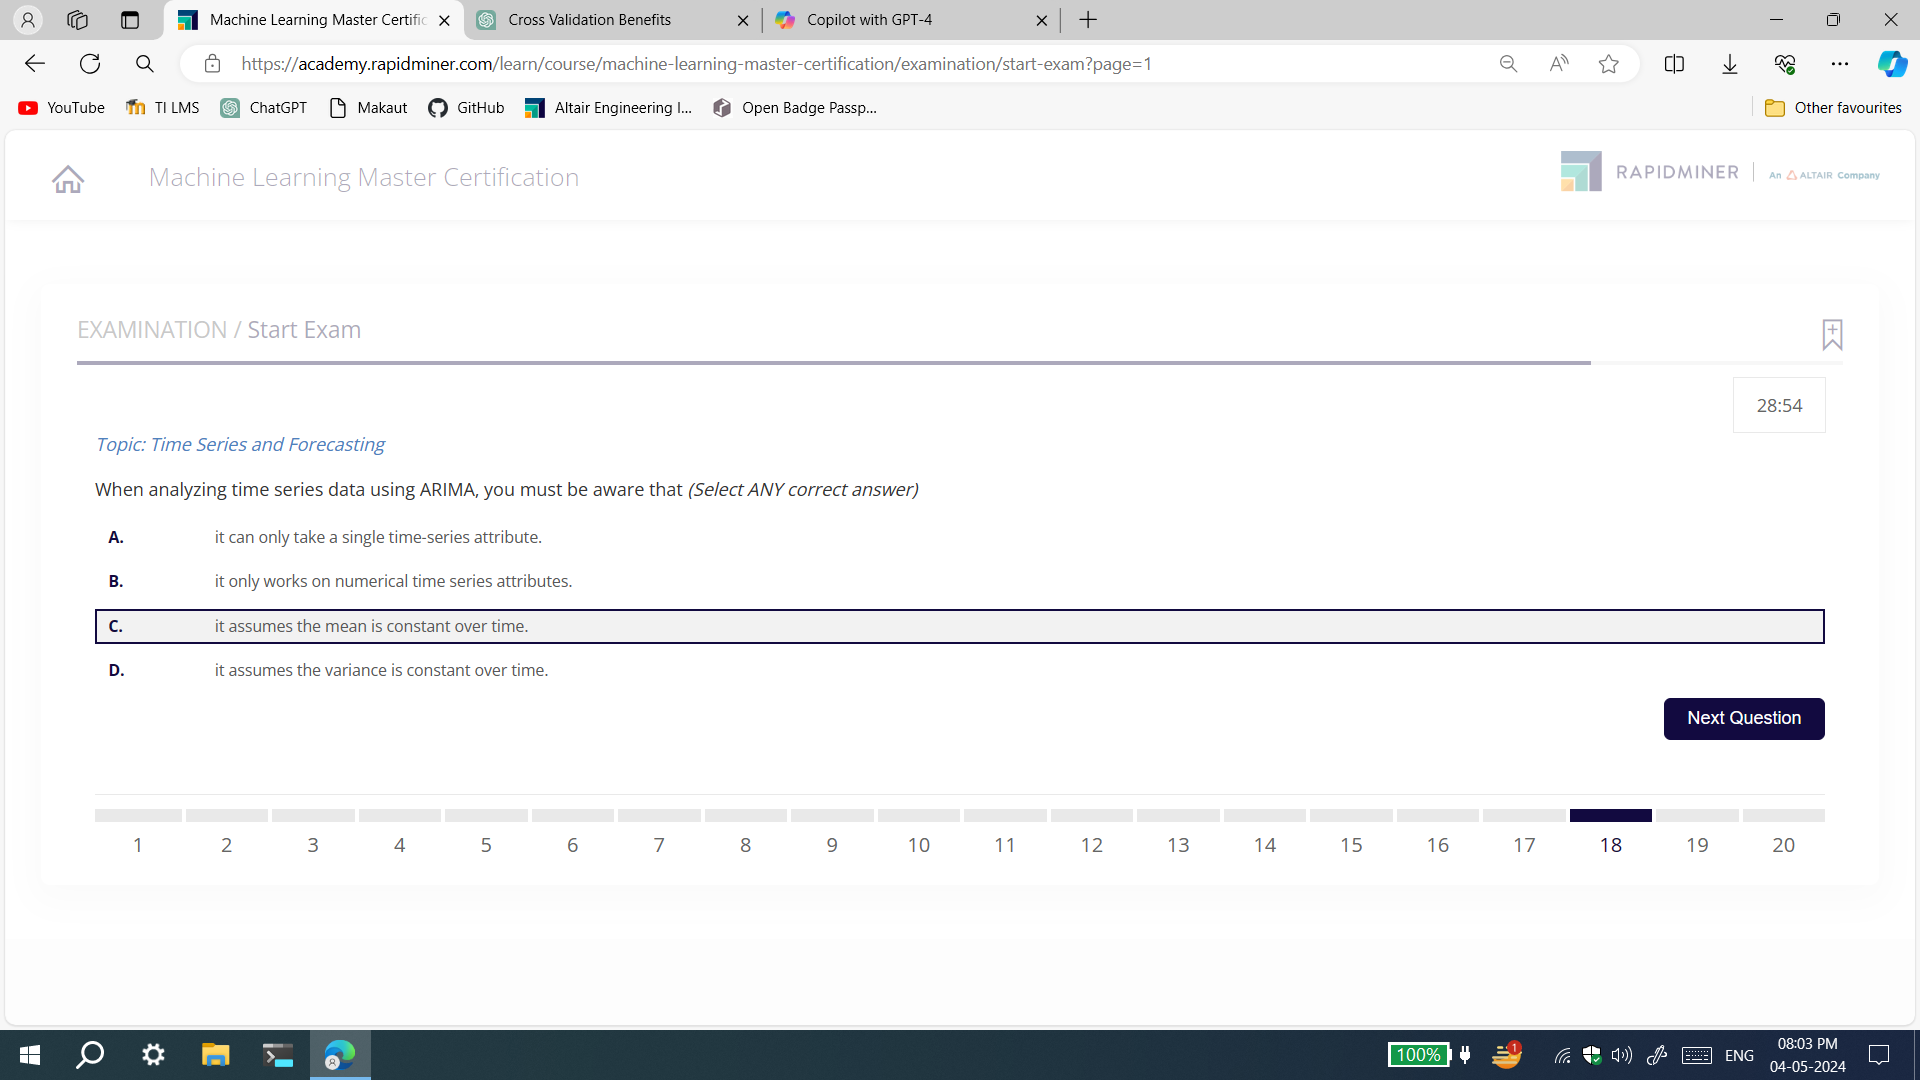 Machine Learning Master Certific
Cross Validation Benefits
Copilot with GPT-4
https://academy.rapidminer.com/learn/course/machine-learning-master-certification/examination/start-exam?page=1
YouTube
TI LMS
ChatGPT
Makaut
GitHub
Altair Engineering I...
Open Badge Passp...
Other favourites
Machine Learning Master Certification
RAPIDMINER
An ALTAIR Company
EXAMINATION / Start Exam
28:54
Topic: Time Series and Forecasting
When analyzing time series data using ARIMA, you must be aware that (Select ANY correct answer)
A. it can only take a single time-series attribute.
B. it only works on numerical time series attributes.
C. it assumes the mean is constant over time.
D. it assumes the variance is constant over time.
Next Question
1 2 3 4 5 6 7 8 9 10 11 12 13 14 15 16 17 18 19 20
100%
1
ENG
08:03 PM
04-05-2024